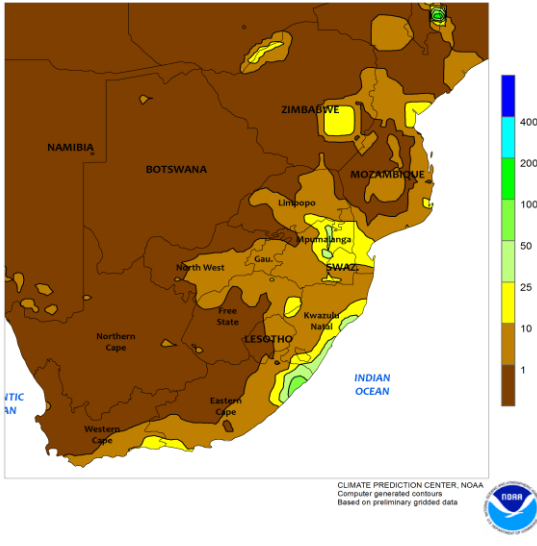 ZIMBABWE
NAMIBIA
BOTSWANA
MOZAMBIQUE
Limpopo
Mpumalanga
North West
Gau.
SWAZ.
Free
State
Kwazulu
Natal
Northern
Cape
LESOTHO
Eastern
Cape
Western
Cape
NTIC
AN
INDIAN
OCEAN
400
200
100
50
25
10
1
CLIMATE PREDICTION CENTER, NOAA
Computer generated contours
Based on preliminary gridded data
NOAA